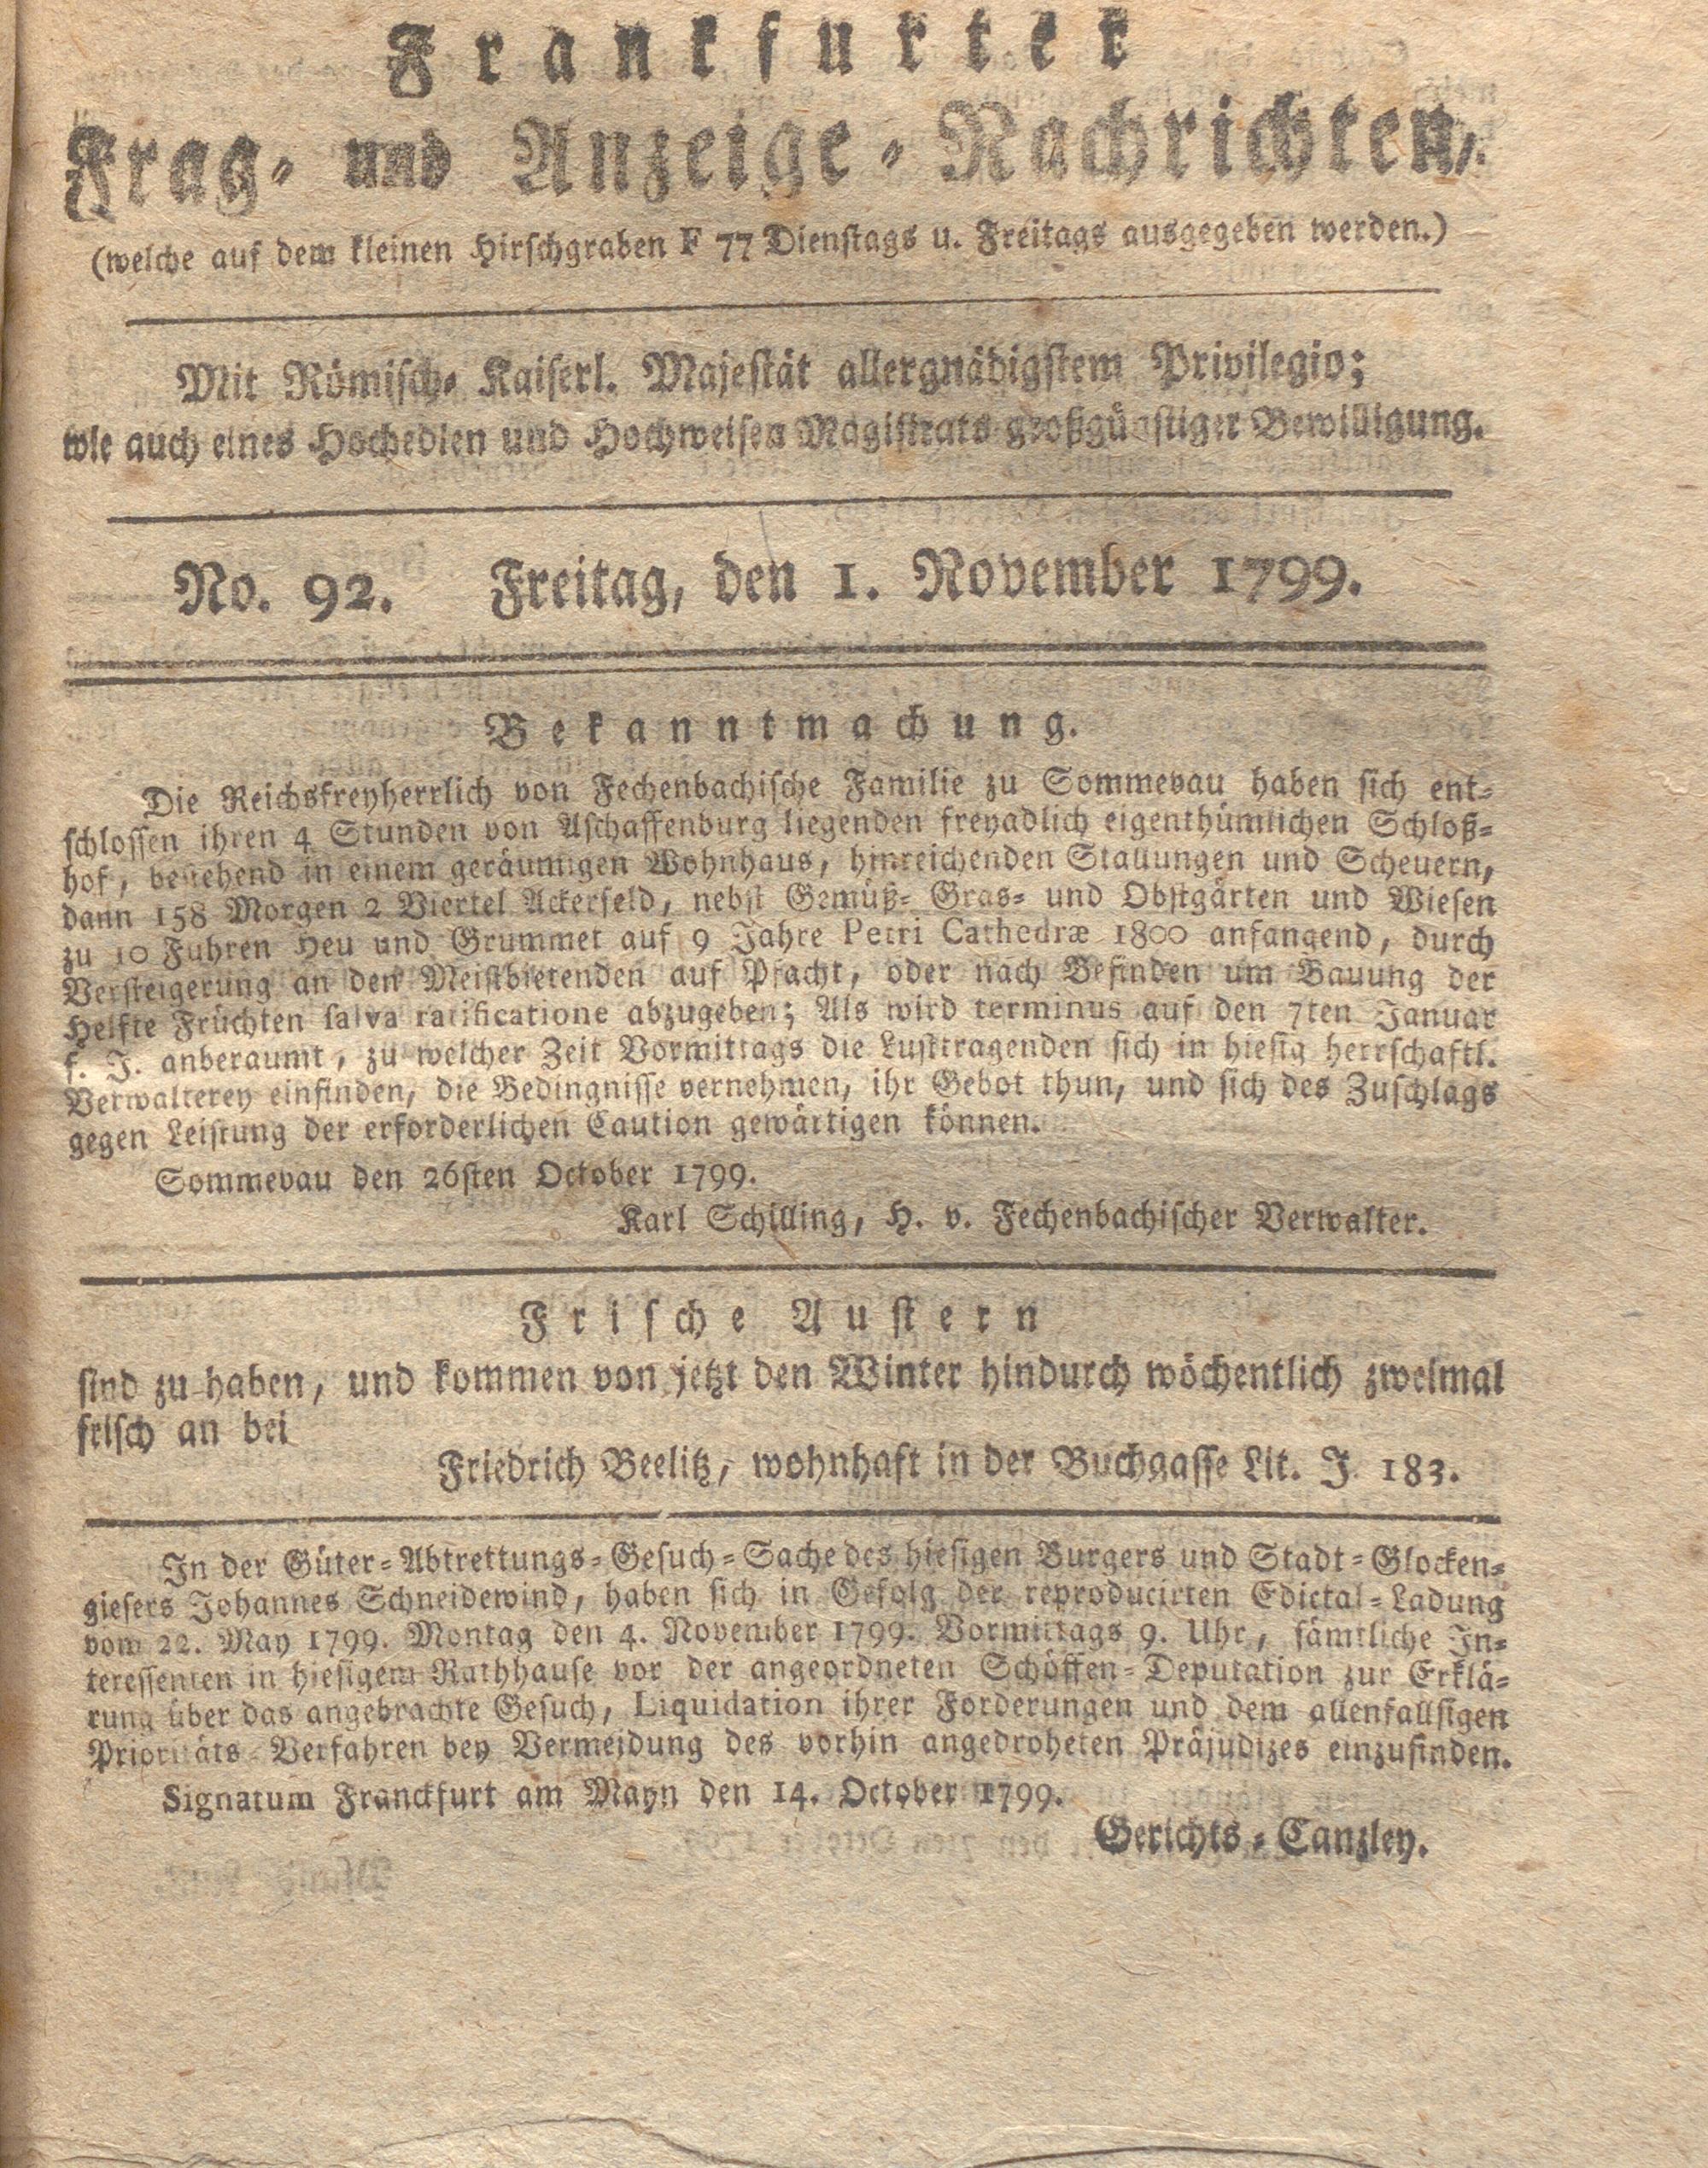 Frankfurter
Frag- und Anzeige-Nachrichten,
(welche auf dem kleinen Hirschgraben F 77 Dienstags u. Freitags ausgegeben werden.)
Mit Römisch- Kaiserl. Majestät allergnädigstem Privilegio;
wie auch eines Hochedlen und Hochweisen Magistrats großgünstiger Bewilligung.
No. 92. Freitag, den 1. November 1799.
Bekanntmachung.
Die Reichsfreyherrlich von Fechenbachische Familie zu Sommevau haben sich ent-
schlossen ihren 4 Stunden von Aschaffenburg liegenden freyadlich eigenthümlichen Schloß-
hof, bestehend in einem geräumigen Wohnhaus, hinreichenden Stallungen und Scheuern,
dann 158 Morgen 2 Viertel Ackerfeld, nebst Gemüß- Gras- und Obstgärten und Wiesen
zu 10 Fuhren Heu und Grummet auf 9 Jahre Petri Cathedræ 1800 anfangend, durch
Versteigerung an den Meistbietenden auf Pfacht, oder nach Befinden um Bauung der
Helfte Früchten salva ratificatione abzugeben; Als wird terminus auf den 7ten Januar
f. J. anberaumt, zu welcher Zeit Vormittags die Lusttragenden sich in hiesig herrschaftl.
Verwalterey einfinden, die Bedingnisse vernehmen, ihr Gebot thun, und sich des Zuschlags
gegen Leistung der erforderlichen Caution gewärtigen können.
Sommevau den 26sten October 1799.
Karl Schilling, H. v. Fechenbachischer Verwalter.
Frische Austern
sind zu haben, und kommen von jetzt den Winter hindurch wöchentlich zweimal
frisch an bei
Friedrich Beelitz, wohnhaft in der Buchgasse Lit. J 183.
In der Güter-Abtrettungs-Gesuch-Sache des hiesigen Burgers und Stadt-Glocken-
giesers Johannes Schneidewind, haben sich in Gefolg der reproducirten Edictal-Ladung
vom 22. May 1799. Montag den 4. November 1799. Vormittags 9. Uhr, sämtliche In-
teressenten in hiesigem Rathhause vor der angeordneten Schöffen-Deputation zur Erklä-
rung über das angebrachte Gesuch, Liquidation ihrer Forderungen und dem allenfallsigen
Prioritäts-Verfahren bey Vermeidung des vorhin angedroheten Präjudizes einzufinden.
Signatum Franckfurt am Mayn den 14. October 1799.
Gerichts-Canzley.